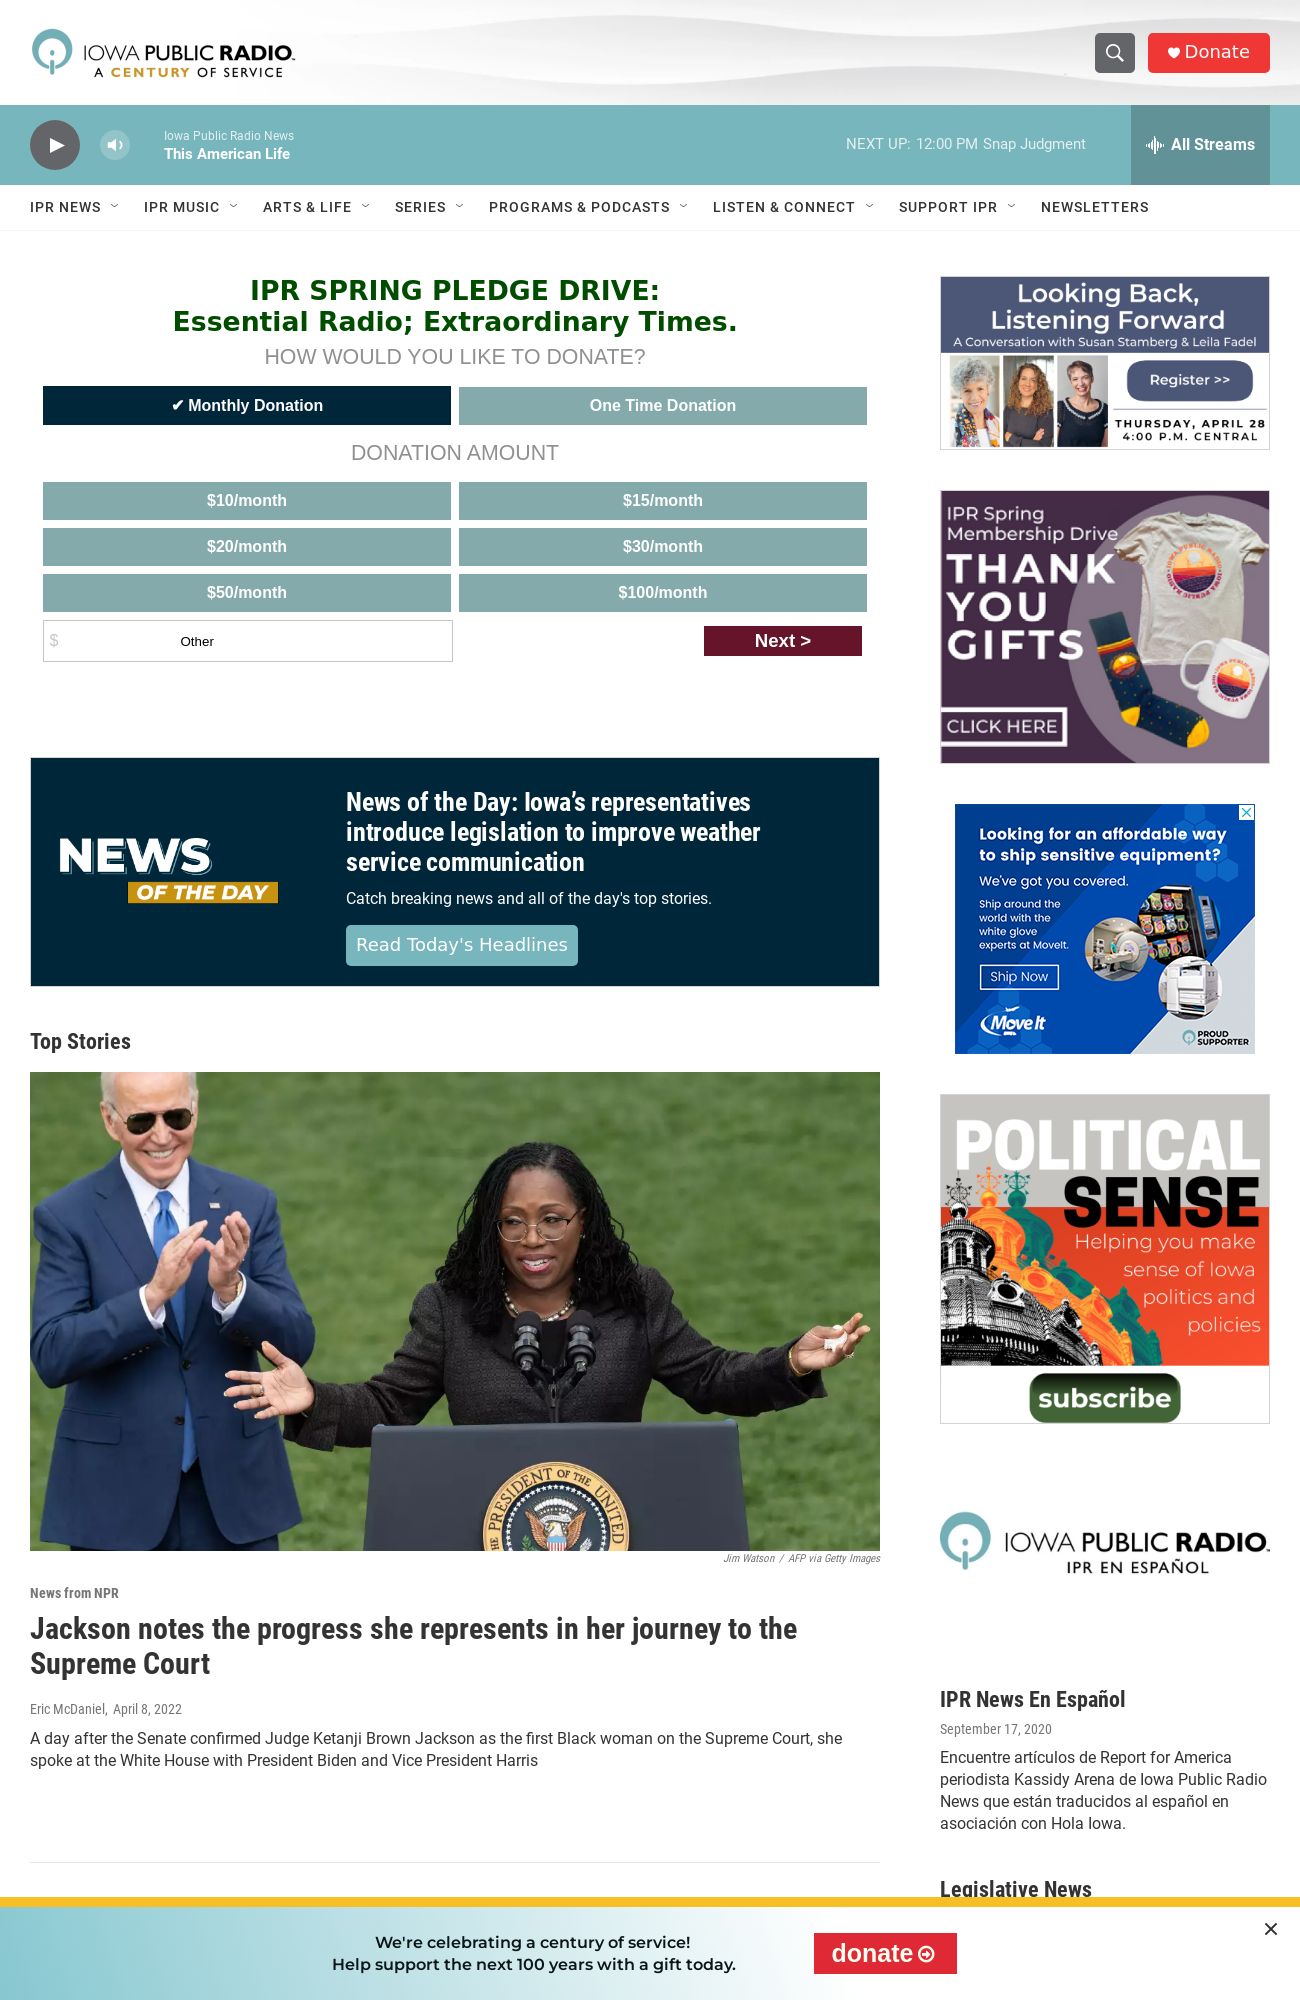 IOWA PUBLIC RADIO.
A CENTURY OF SERVICE
Donate
Iowa Public Radio News
This American Life
NEXT UP: 12:00 PM Snap Judgment
All Streams
IPR NEWS
IPR MUSIC
ARTS & LIFE
SERIES
PROGRAMS & PODCASTS
LISTEN & CONNECT
SUPPORT IPR
NEWSLETTERS
IPR SPRING PLEDGE DRIVE:
Essential Radio; Extraordinary Times.
HOW WOULD YOU LIKE TO DONATE?
✔ Monthly Donation
One Time Donation
DONATION AMOUNT
$10/month
$15/month
$20/month
$30/month
$50/month
$100/month
$ Other
Next >
News of the Day: Iowa’s representatives
introduce legislation to improve weather
service communication
NEWS
OF THE DAY
Catch breaking news and all of the day's top stories.
Read Today's Headlines
Top Stories
PRESIDENT OF THE UNITED
Jim Watson / AFP via Getty Images
News from NPR
Jackson notes the progress she represents in her journey to the
Supreme Court
Eric McDaniel, April 8, 2022
A day after the Senate confirmed Judge Ketanji Brown Jackson as the first Black woman on the Supreme Court, she
spoke at the White House with President Biden and Vice President Harris
Looking Back,
Listening Forward
A Conversation with Susan Stamberg & Leila Fadel
Register >>
THURSDAY, APRIL 28
4:00 P.M. CENTRAL
IPR Spring
Membership Drive
THANK
YOU
GIFTS
CLICK HERE
Looking for an affordable way
to ship sensitive equipment?
We've got you covered.
Ship around the
world with the
white glove
experts at MoveIt.
Ship Now
Move It
PROUD
SUPPORTER
POLITICAL
SENSE
Helping you make
sense of Iowa
politics and
policies
subscribe
IOWA PUBLIC RADIO.
IPR EN ESPAÑOL
IPR News En Español
September 17, 2020
Encuentre artículos de Report for America
periodista Kassidy Arena de Iowa Public Radio
News que están traducidos al español en
asociación con Hola Iowa.
Legislative News
We're celebrating a century of service!
Help support the next 100 years with a gift today.
donate